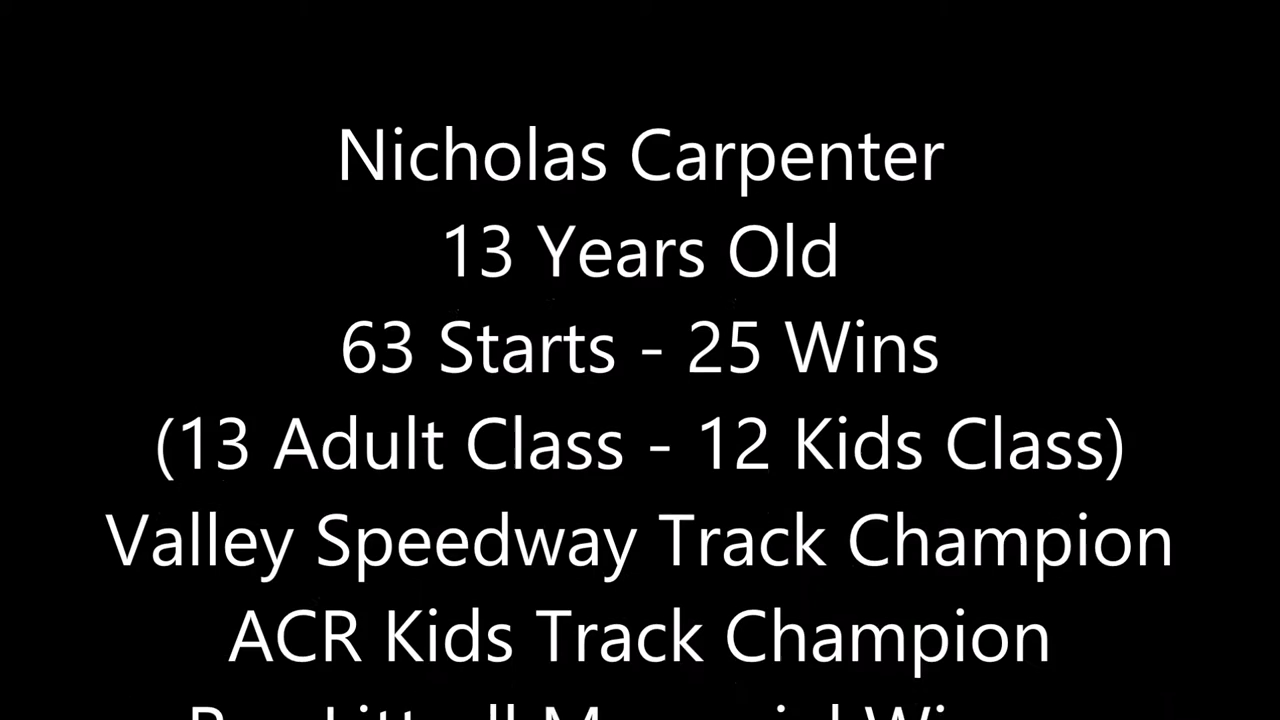 Nicholas Carpenter
13 Years Old
63 Starts - 25 Wins
(13 Adult Class - 12 Kids Class)
Valley Speedway Track Champion
ACR Kids Track Champion